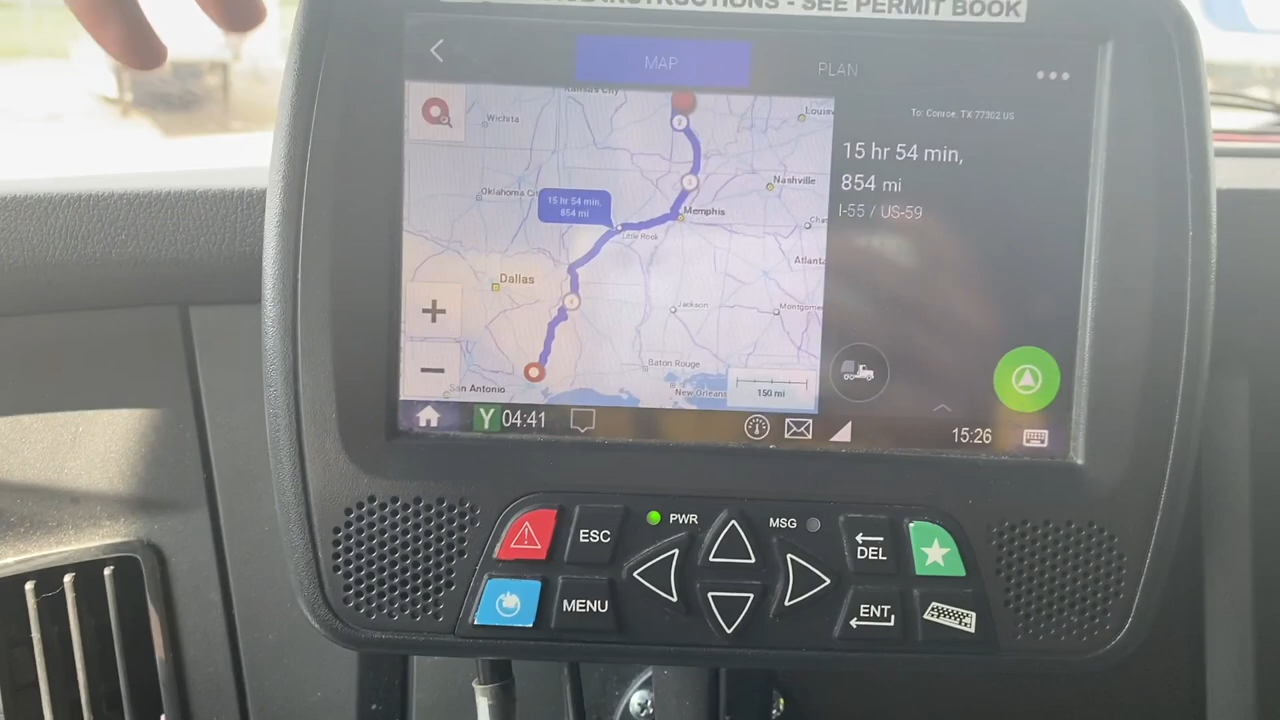 INSTRUCTIONS - SEE PERMIT BOOK
MAP
PLAN
To: Conroe, TX 77302 US
15 hr 54 min,
854 mi
I-55 / US-59
Kansas City
Wichita
Louisv
Oklahoma Cit
15 hr 54 min,
854 mi
Nashville
Memphis
Little Rock
Atlanta
Dallas
Jackson
Montgomer
Baton Rouge
San Antonio
New Orleans
150 mi
Y 04:41
15:26
PWR
MSG
ESC
DEL
MENU
ENT